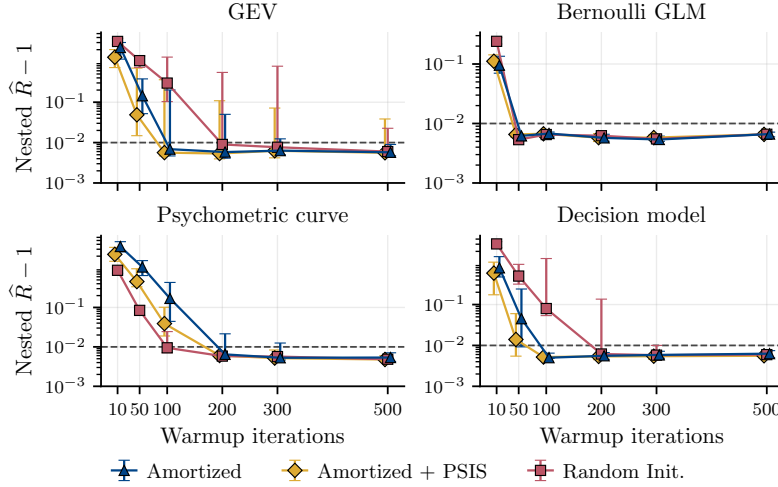 GEV
Bernoulli GLM
Nested R̂ − 1
10⁻¹
10⁻²
10⁻³
10⁻¹
10⁻²
10⁻³
Psychometric curve
Decision model
Nested R̂ − 1
10⁻¹
10⁻²
10⁻³
10⁻¹
10⁻²
10⁻³
10 50 100 200 300 500
10 50 100 200 300 500
Warmup iterations
Warmup iterations
Amortized
Amortized + PSIS
Random Init.